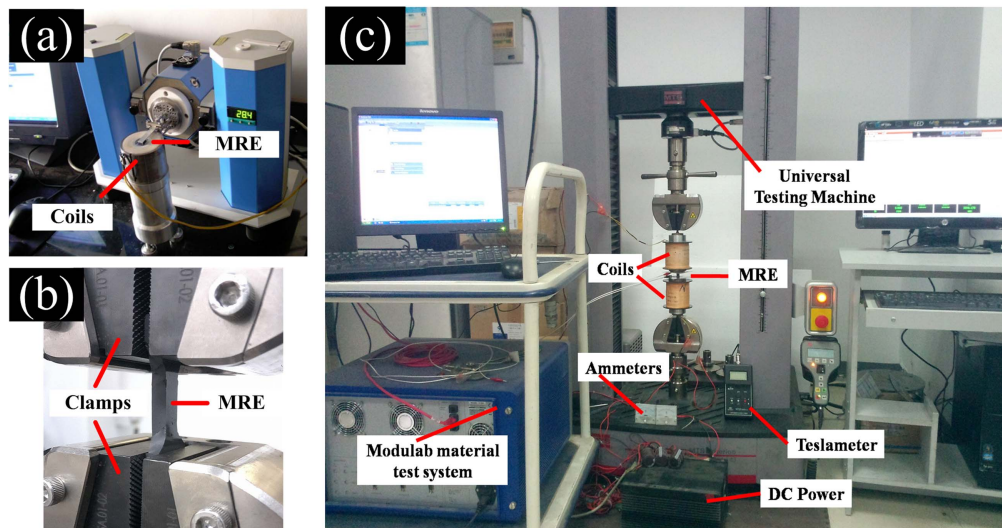 (a)
284
MRE
Coils
(b)
Clamps
MRE
(c)
Universal
Testing Machine
Coils
MRE
Ammeters
Modulab material
test system
Teslameter
DC Power